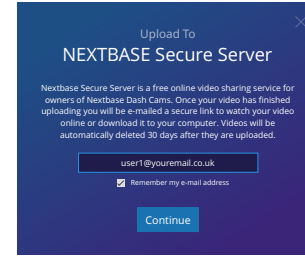 Upload To
NEXTBASE Secure Server
Nextbase Secure Server is a free online video sharing service for
owners of Nextbase Dash Cams. Once your video has finished
uploading you will be e-mailed a secure link to watch your video
online or download it to your computer. Videos will be
automatically deleted 30 days after they are uploaded.
user1@youremail.co.uk
Remember my e-mail address
Continue